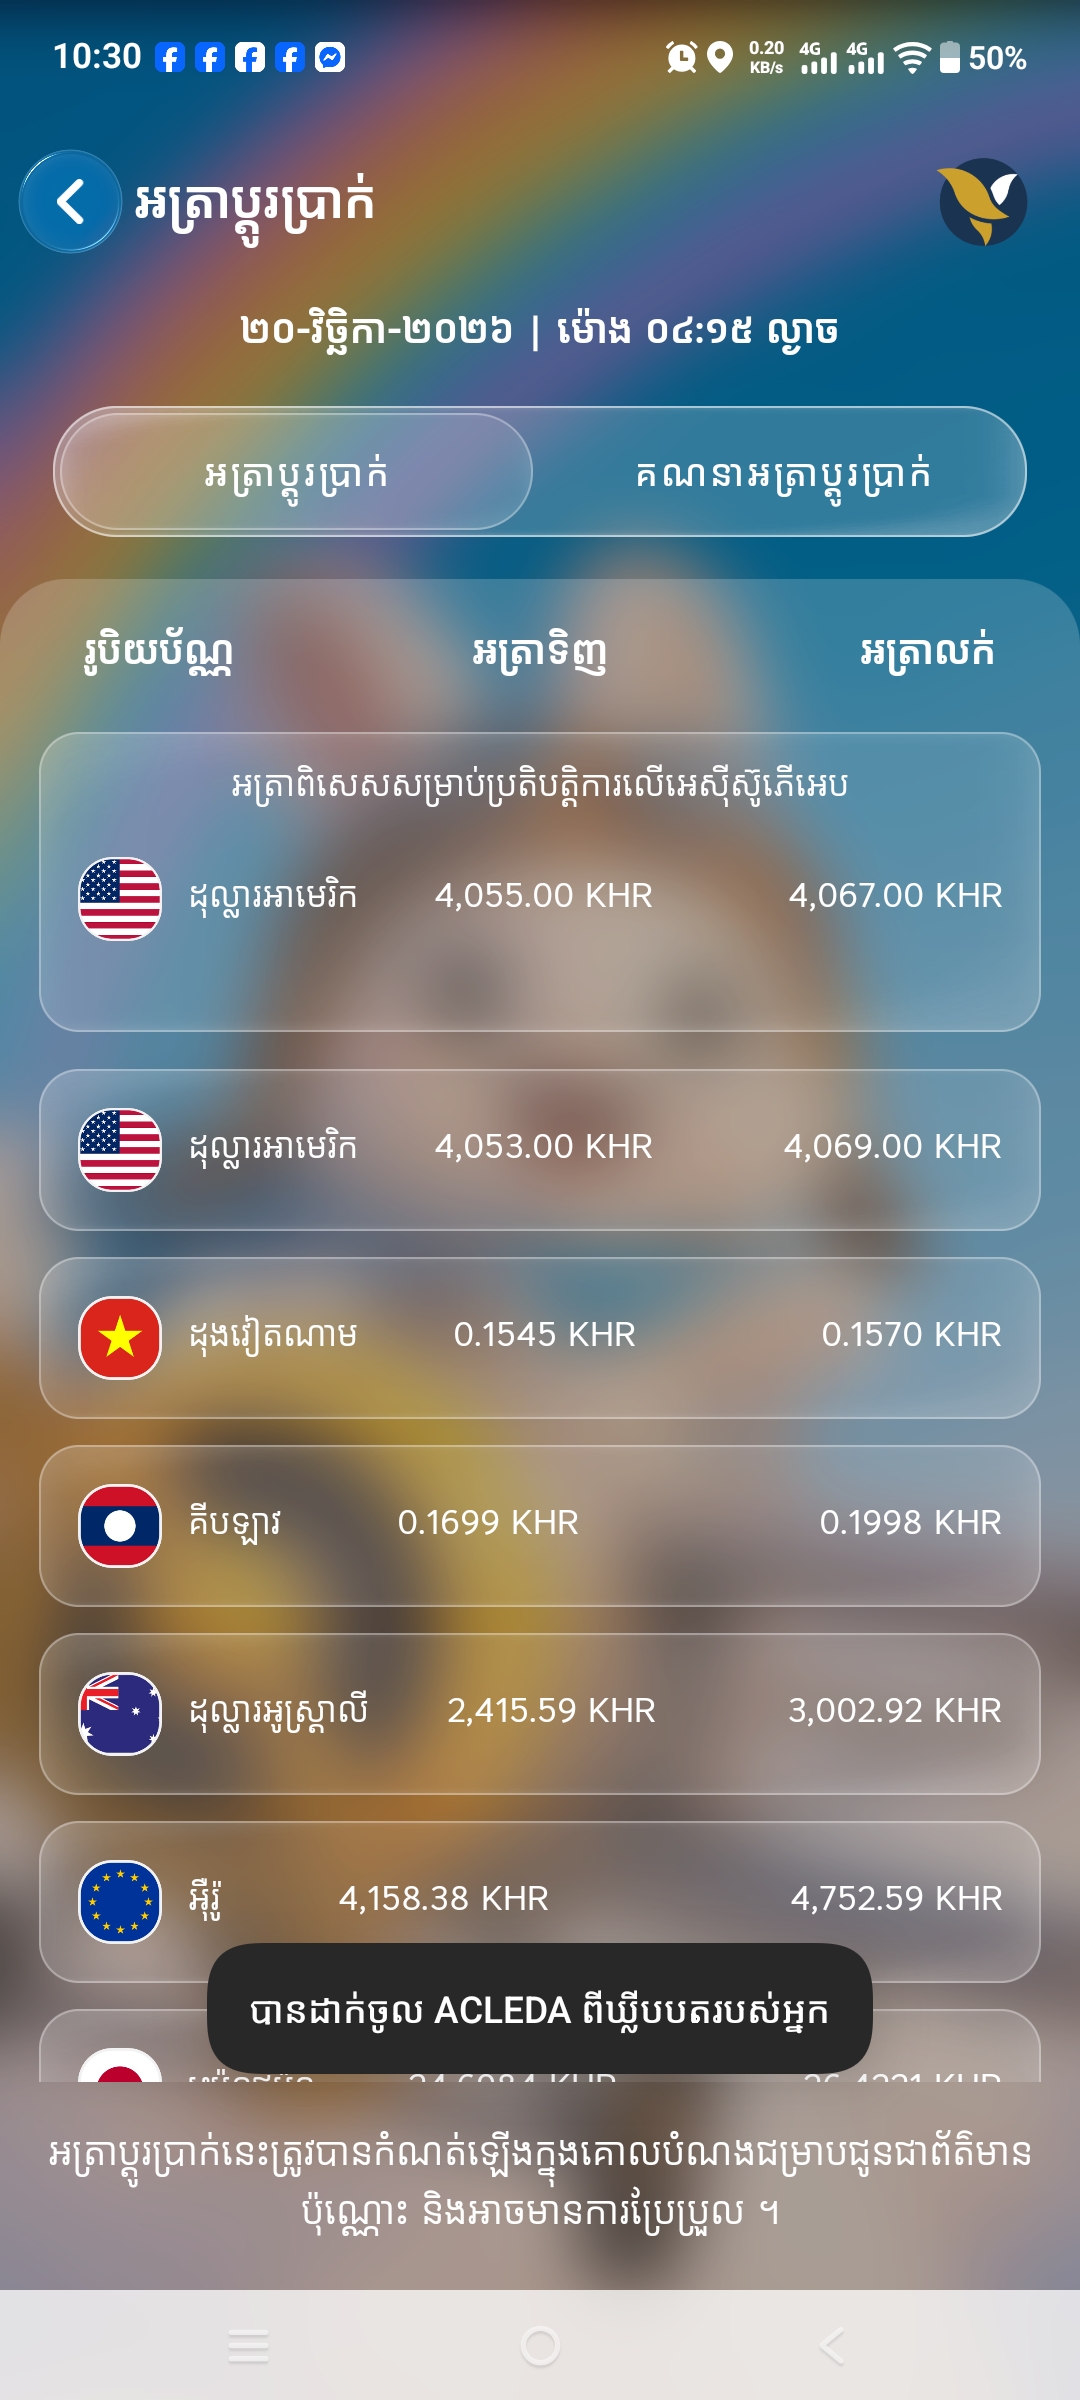 10:30
0.20 KB/s 4G 4G 50%
អត្រាប្តូរប្រាក់
២០-វិច្ឆិកា-២០២៦ | ម៉ោង ០៤:១៥ ល្ងាច
អត្រាប្តូរប្រាក់ គណនាអត្រាប្តូរប្រាក់
រូបិយប័ណ្ណ អត្រាទិញ អត្រាលក់
អត្រាពិសេសសម្រាប់ប្រតិបត្តិការលើអេស៊ីស៊ូភើអេប
ដុល្លារអាមេរិក 4,055.00 KHR 4,067.00 KHR
ដុល្លារអាមេរិក 4,053.00 KHR 4,069.00 KHR
ដុងវៀតណាម 0.1545 KHR 0.1570 KHR
គីបឡាវ 0.1699 KHR 0.1998 KHR
ដុល្លារអូស្ត្រាលី 2,415.59 KHR 3,002.92 KHR
អ៊ឺរ៉ូ 4,158.38 KHR 4,752.59 KHR
បានដាក់ចូល ACLEDA ពីឃ្លីបបតរបស់អ្នក
អត្រាប្តូរប្រាក់នេះត្រូវបានកំណត់ឡើងក្នុងគោលបំណងជម្រាបជូនជាព័ត៌មាន
ប៉ុណ្ណោះ និងអាចមានការប្រែប្រួល ។